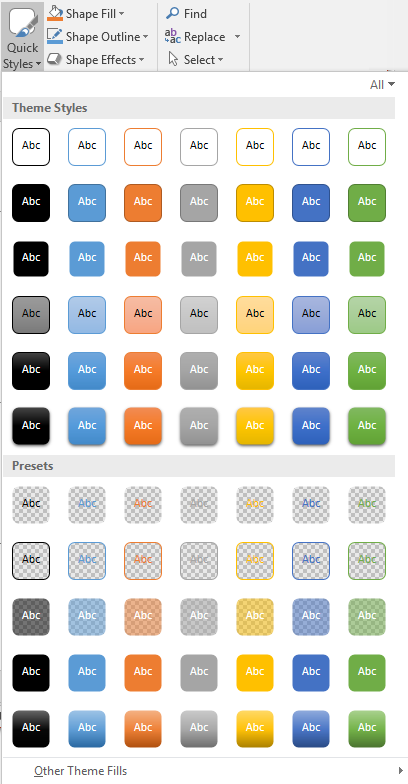 Quick Styles
Shape Fill
Shape Outline
Shape Effects
Find
ab ac Replace
Select
All
Theme Styles
Abc Abc Abc Abc Abc Abc Abc
Abc Abc Abc Abc Abc Abc Abc
Abc Abc Abc Abc Abc Abc Abc
Abc Abc Abc Abc Abc Abc Abc
Abc Abc Abc Abc Abc Abc Abc
Abc Abc Abc Abc Abc Abc Abc
Presets
Abc Abc Abc Abc Abc Abc Abc
Abc Abc Abc Abc Abc Abc Abc
Abc Abc Abc Abc Abc Abc Abc
Abc Abc Abc Abc Abc Abc Abc
Abc Abc Abc Abc Abc Abc Abc
Other Theme Fills